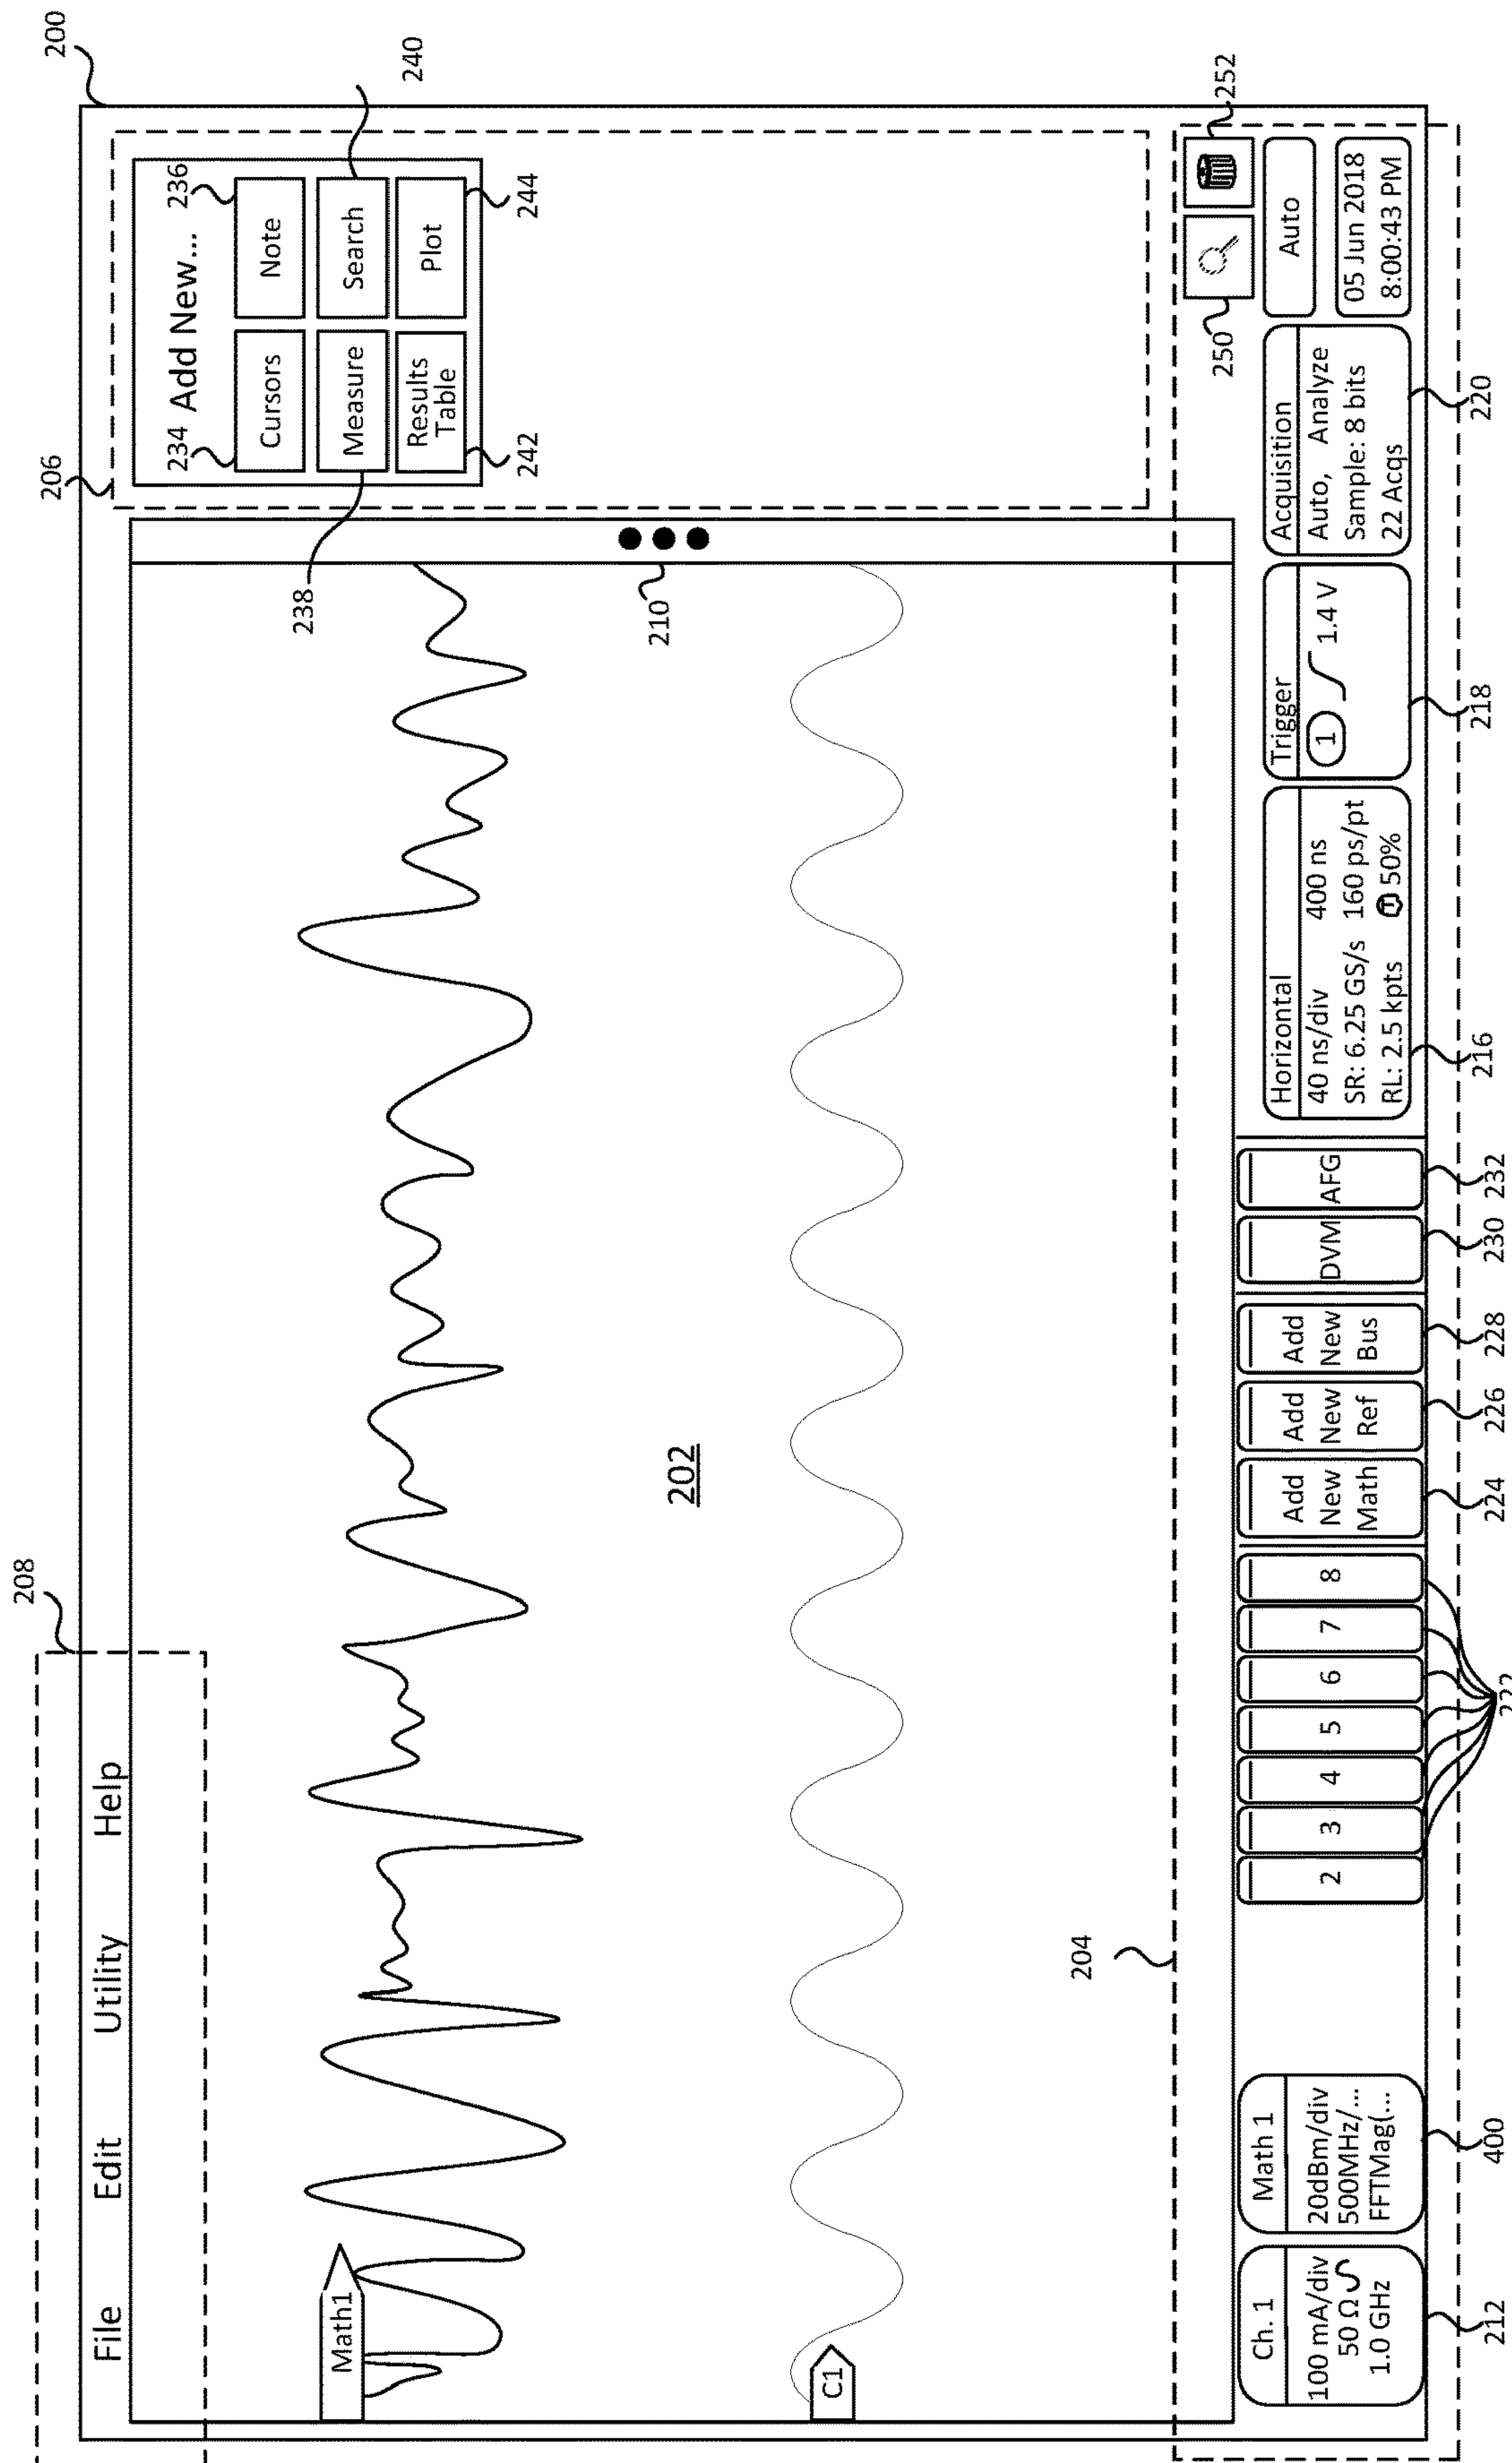 200
208
File Edit Utility Help
206
234 Add New... 236
Cursors Note
240
238
Measure Search
Results
Table
Plot
242 244
Math1
202
210
C1
204
250 252
Ch. 1
100 mA/div
50 Ω
1.0 GHz
Math 1
20dBm/div
500MHz/...
FFTMag(...
2 3 4 5 6 7 8
Add
New
Math
Add
New
Ref
Add
New
Bus
DVM
AFG
Horizontal
40 ns/div 400 ns
SR: 6.25 GS/s 160 ps/pt
RL: 2.5 kpts T 50%
Trigger
1 1.4 V
Acquisition
Auto, Analyze
Sample: 8 bits
22 Acqs
Auto
05 Jun 2018
8:00:43 PM
212 400 222 224 226 228 230 232 216 218 220